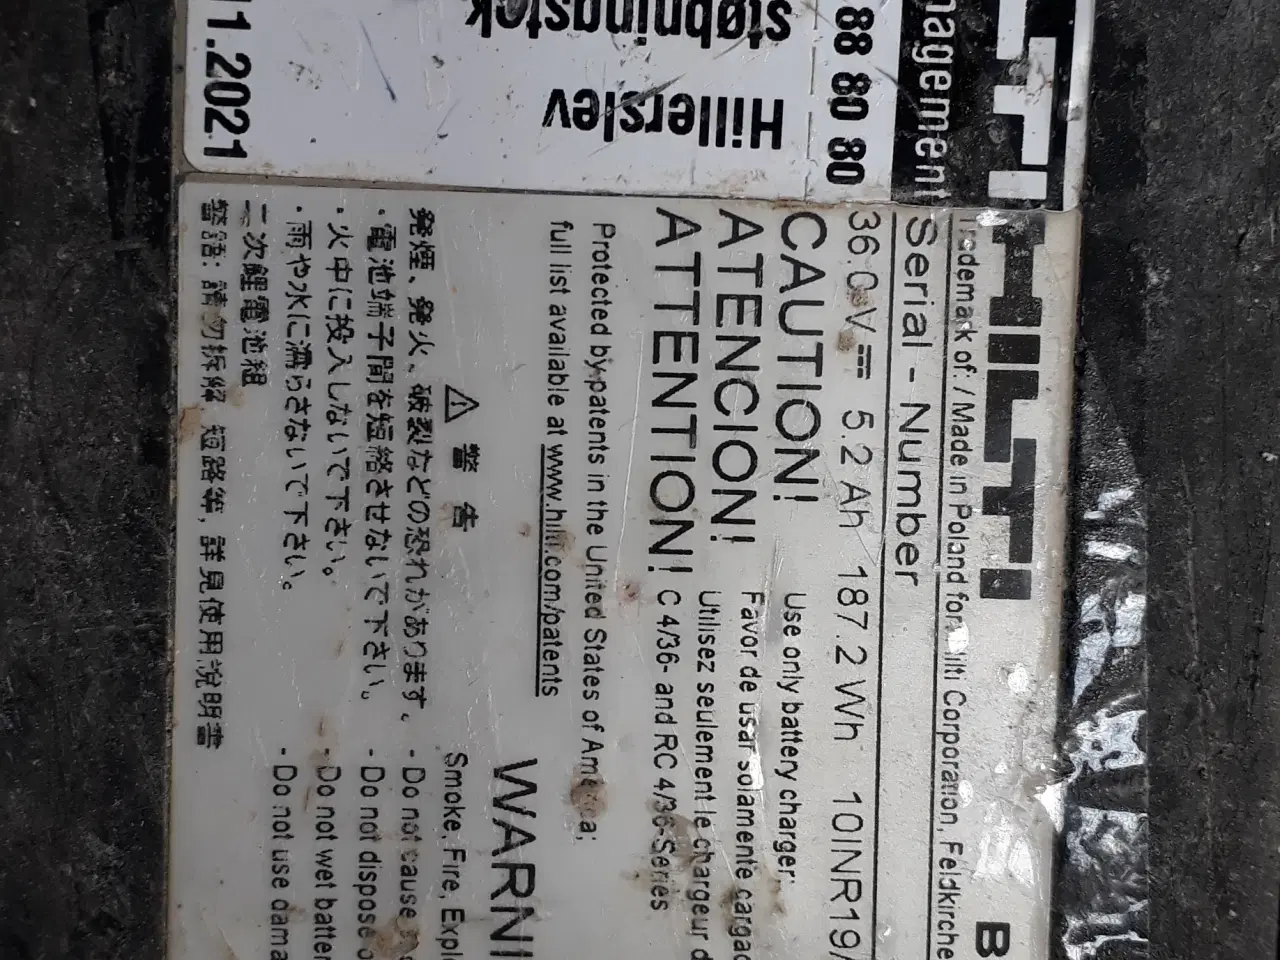 HILTI
Trademark of: / Made in Poland for Hilti Corporation, Feldkirche
B
Serial - Number
36.0 V 5.2 Ah 187.2 Wh 10INR19/
CAUTION! Use only battery charger:
ATENCION! Favor de usar solamente cargad
ATTENTION! Utilisez seulement le chargeur d
C 4/36- and RC 4/36-Series
Protected by patents in the United States of America;
full list available at www.hilti.com/patents
⚠ 警告
発煙、発火、破裂などの恐れがあります。
・電池端子間を短絡させないで下さい。
・火中に投入しないで下さい。
・雨や水に濡らさないで下さい。
二次鋰電池組
警語: 請勿拆解, 短路等, 詳見使用說明書
WARNI
Smoke, Fire, Expl
- Do not cause
- Do not dispose o
- Do not wet batter
- Do not use dama
LTI
nagement
88 80 80
Hillerslev
støbningstek
11.2021